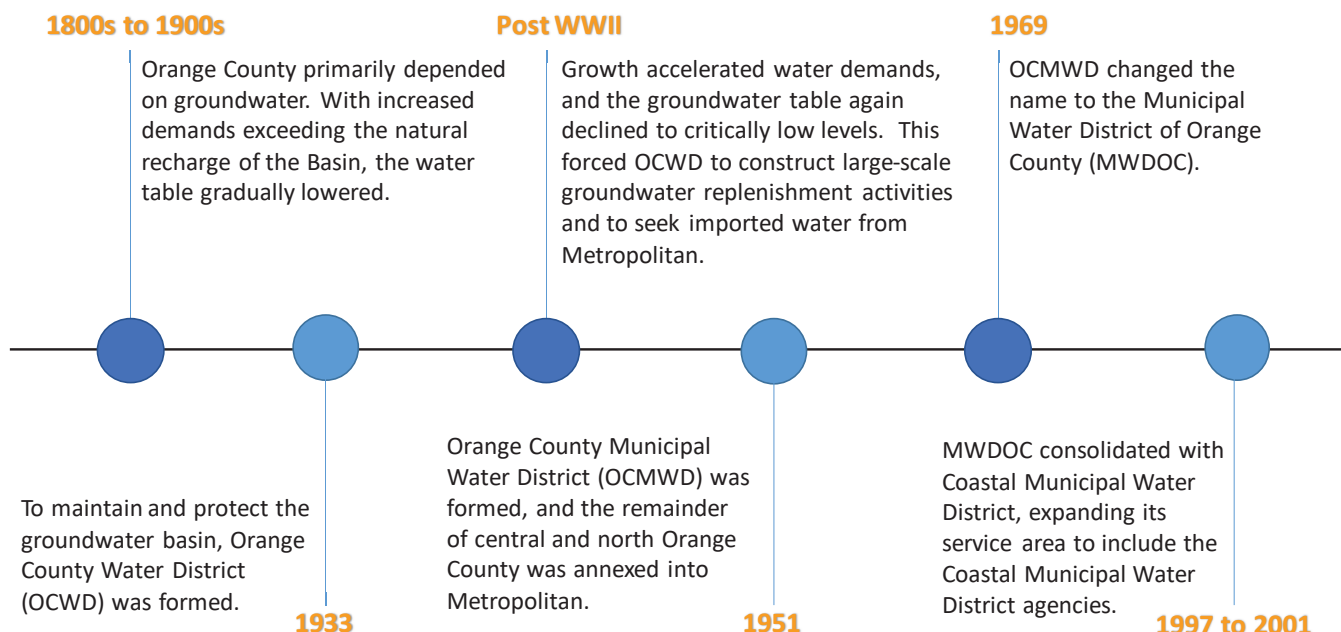 1800s to 1900s
Orange County primarily depended
on groundwater. With increased
demands exceeding the natural
recharge of the Basin, the water
table gradually lowered.
To maintain and protect the
groundwater basin, Orange
County Water District
(OCWD) was formed.
1933
Post WWII
Growth accelerated water demands,
and the groundwater table again
declined to critically low levels. This
forced OCWD to construct large-scale
groundwater replenishment activities
and to seek imported water from
Metropolitan.
Orange County Municipal
Water District (OCMWD) was
formed, and the remainder
of central and north Orange
County was annexed into
Metropolitan.
1951
1969
OCMWD changed the
name to the Municipal
Water District of Orange
County (MWDOC).
MWDOC consolidated with
Coastal Municipal Water
District, expanding its
service area to include the
Coastal Municipal Water
District agencies.
1997 to 2001